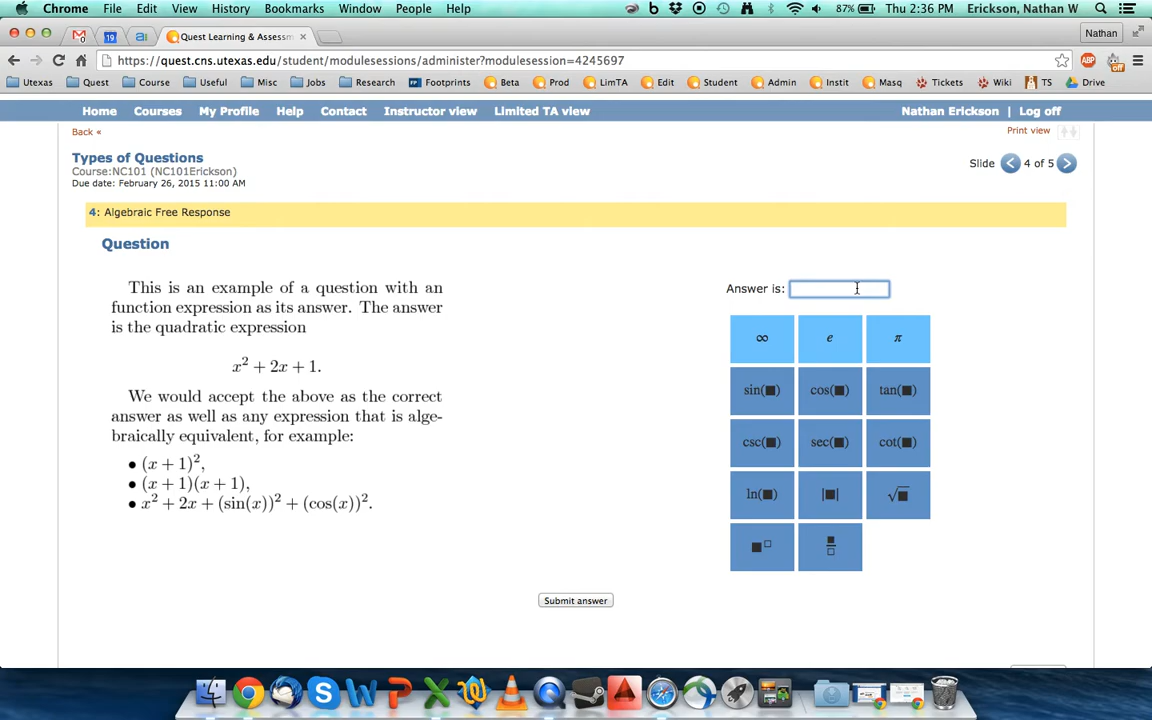 Chrome File Edit View History Bookmarks Window People Help 87% Thu 2:36 PM Erickson, Nathan W
Quest Learning & Assessm Nathan
https://quest.cns.utexas.edu/student/modulesessions/administer?modulesession=4245697
Utexas Quest Course Useful Misc Jobs Research FP Footprints Beta Prod LimTA Edit Student Admin Instit Masq Tickets Wiki TS Drive
Home Courses My Profile Help Contact Instructor view Limited TA view Nathan Erickson | Log off
Back « Print view
Types of Questions
Course:NC101 (NC101Erickson)
Due date: February 26, 2015 11:00 AM
Slide < 4 of 5 >
4: Algebraic Free Response
Question
This is an example of a question with an
function expression as its answer. The answer
is the quadratic expression
x² + 2x + 1.
We would accept the above as the correct
answer as well as any expression that is alge-
braically equivalent, for example:
• (x + 1)²,
• (x + 1)(x + 1),
• x² + 2x + (sin(x))² + (cos(x))².
Answer is:
∞ e π
sin(■) cos(■) tan(■)
csc(■) sec(■) cot(■)
ln(■) |■| √■
■□ ■/□
Submit answer